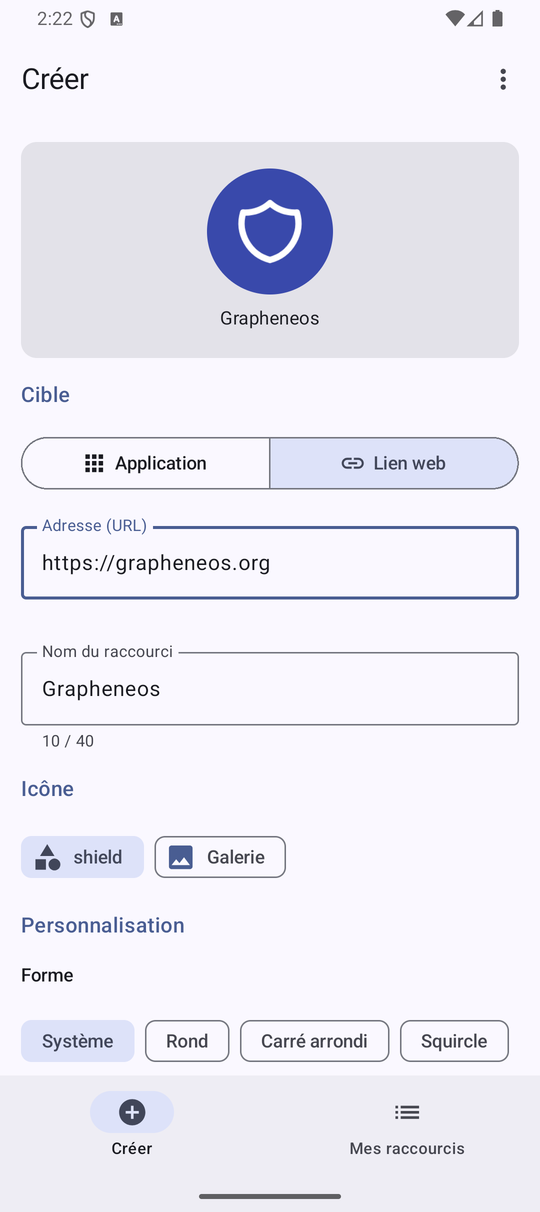 2:22
Créer
Grapheneos
Cible
Application
Lien web
Adresse (URL)
https://grapheneos.org
Nom du raccourci
Grapheneos
10 / 40
Icône
shield
Galerie
Personnalisation
Forme
Système
Rond
Carré arrondi
Squircle
Créer
Mes raccourcis